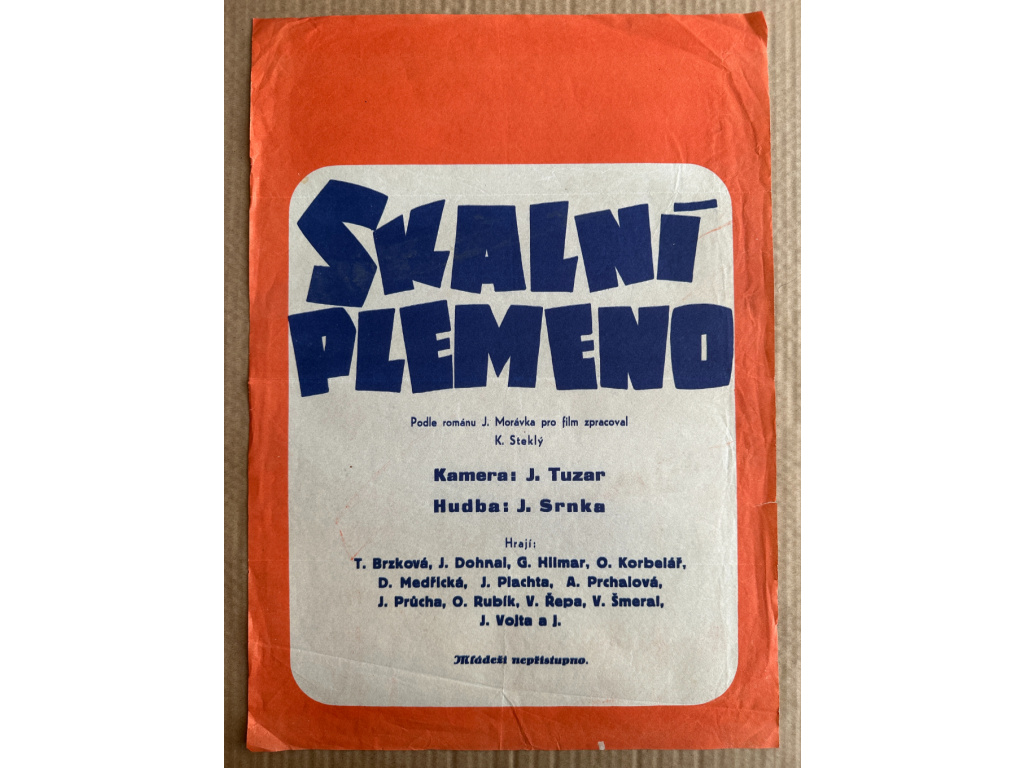 SKALNÍ
PLEMENO
Podle románu J. Morávka pro film zpracoval
K. Steklý
Kamera: J. Tuzar
Hudba: J. Srnka
Hrají:
T. Brzková, J. Dohnal, G. Hilmar, O. Korbelář,
D. Medřická, J. Plachta, A. Prchalová,
J. Průcha, O. Rubík, V. Řepa, V. Šmeral,
J. Vojta a j.
Mládeži nepřístupno.